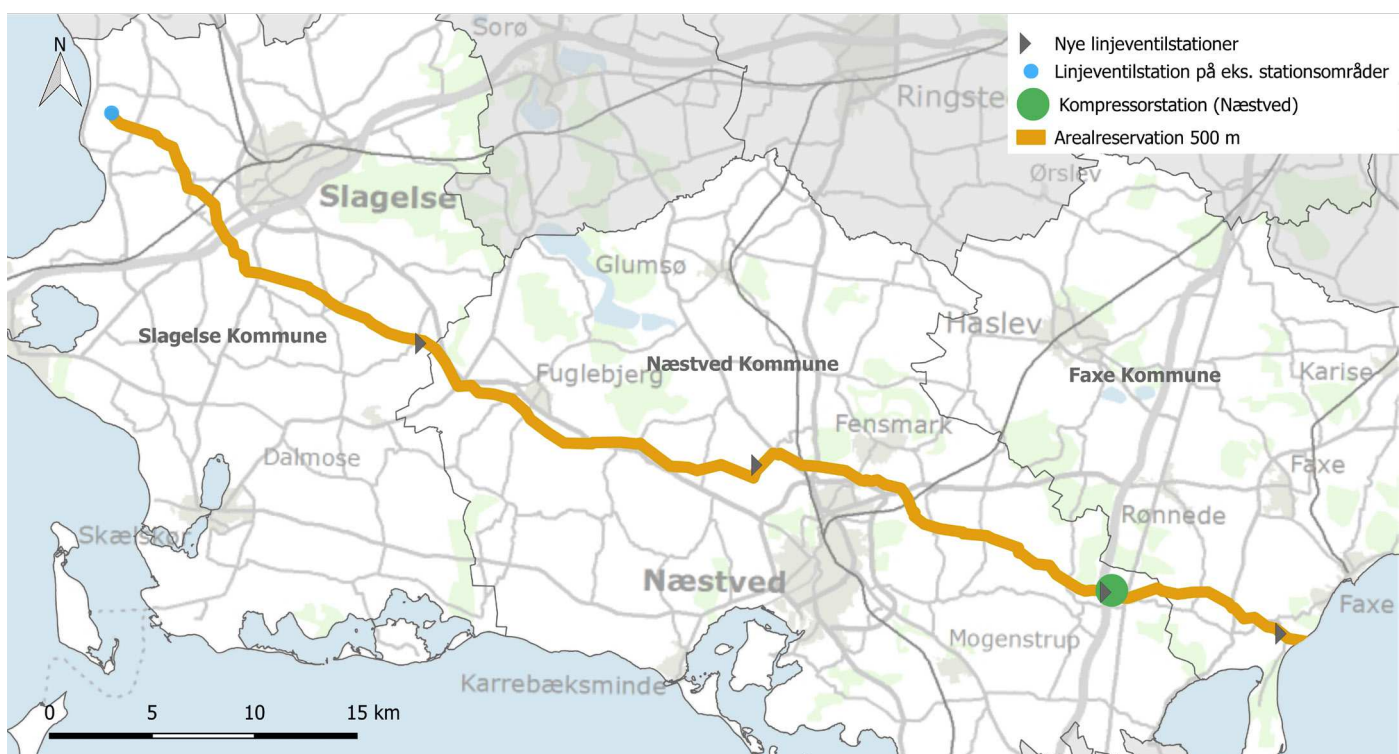 N
Sorø
Nye linjeventilstationer
Linjeventilstation på eks. stationsområder
Kompressorstation (Næstved)
Arealreservation 500 m
Ringste
Ørslev
Slagelse
Glumsø
Haslev
Slagelse Kommune
Næstved Kommune
Faxe Kommune
Karise
Fuglebjerg
Fensmark
Dalmose
Faxe
Skælskør
Rønnede
Næstved
Faxe
Mogenstrup
Karrebæksminde
0 5 10 15 km